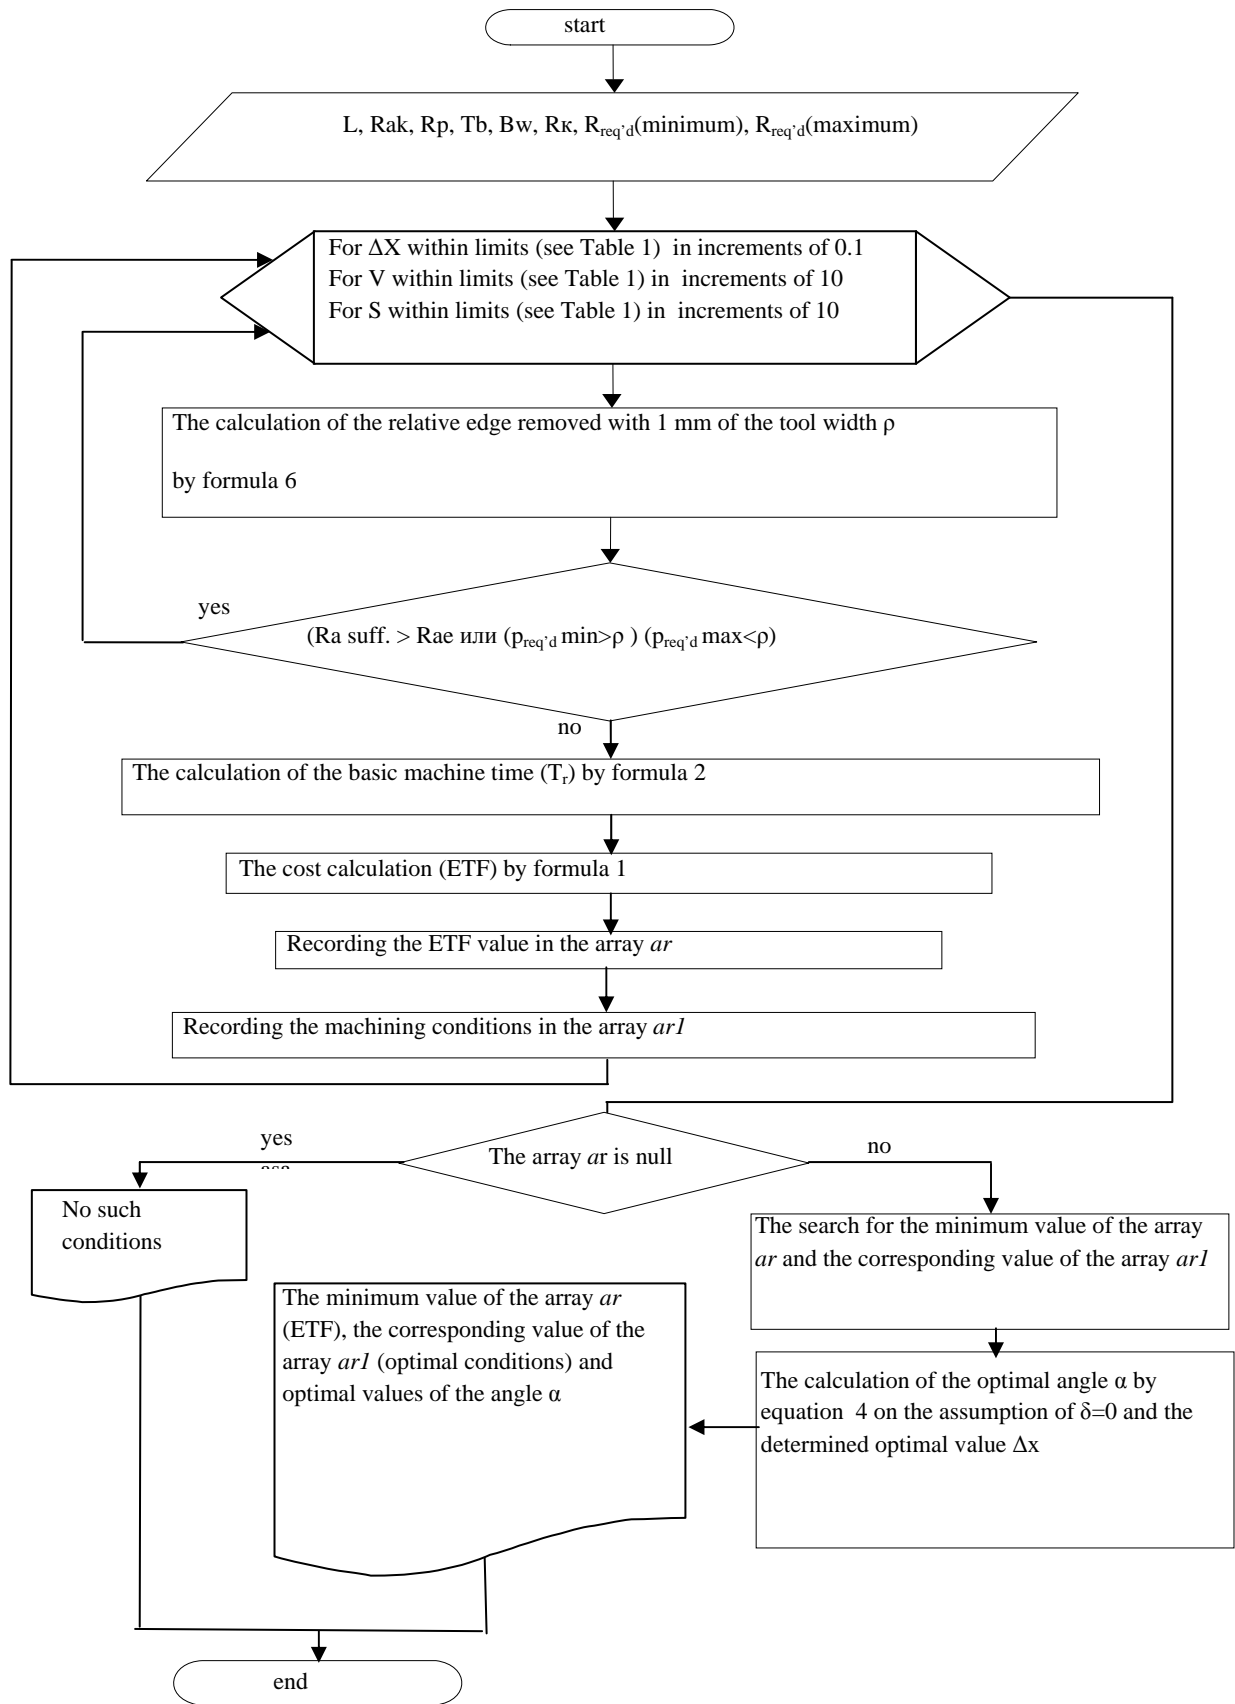 start
L, Rak, Rp, Tb, Bw, Rк, Rreq’d(minimum), Rreq’d(maximum)
For ΔX within limits (see Table 1) in increments of 0.1
For V within limits (see Table 1) in increments of 10
For S within limits (see Table 1) in increments of 10
The calculation of the relative edge removed with 1 mm of the tool width ρ
by formula 6
yes
(Ra suff. > Rae или (preq’d min>ρ ) (preq’d max<ρ)
no
The calculation of the basic machine time (Tr) by formula 2
The cost calculation (ETF) by formula 1
Recording the ETF value in the array ar
Recording the machining conditions in the array ar1
yes
The array ar is null
no
No such
conditions
The search for the minimum value of the array
ar and the corresponding value of the array ar1
The minimum value of the array ar
(ETF), the corresponding value of the
array ar1 (optimal conditions) and
optimal values of the angle α
The calculation of the optimal angle α by
equation 4 on the assumption of δ=0 and the
determined optimal value Δx
end